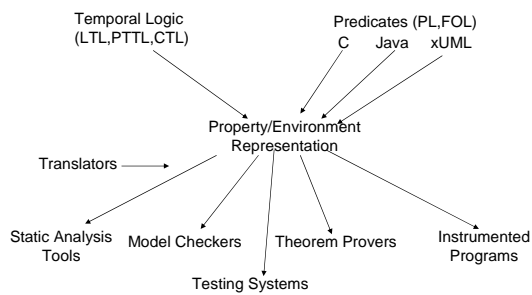 Temporal Logic
(LTL,PTTL,CTL)
Predicates (PL,FOL)
C Java xUML
Property/Environment
Representation
Translators
Static Analysis
Tools
Model Checkers
Theorem Provers
Instrumented
Programs
Testing Systems